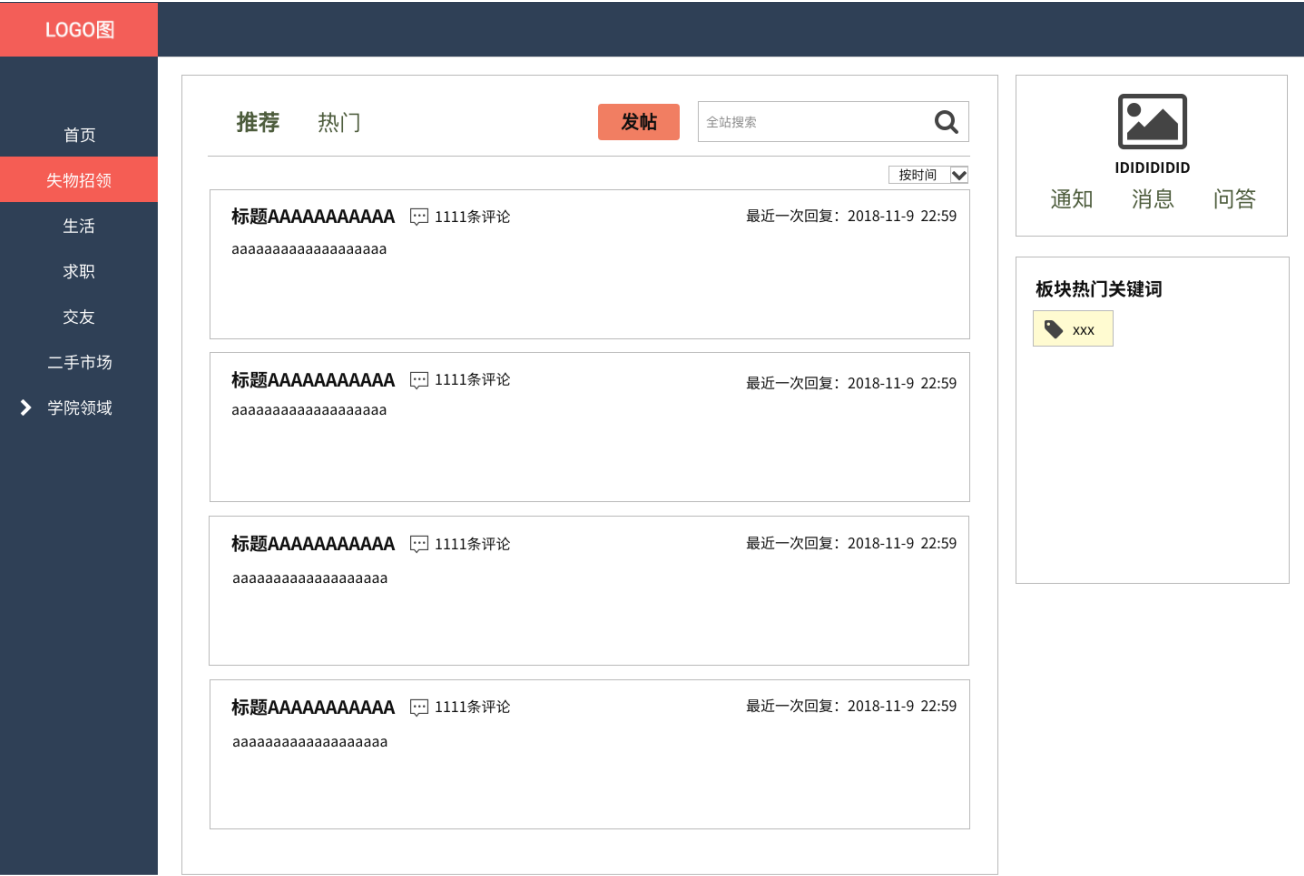 LOGO图
首页
失物招领
生活
求职
交友
二手市场
学院领域
推荐 热门 发帖 全站搜索
按时间
标题AAAAAAAAAAA 1111条评论 最近一次回复：2018-11-9 22:59
aaaaaaaaaaaaaaaaaaa
标题AAAAAAAAAAA 1111条评论 最近一次回复：2018-11-9 22:59
aaaaaaaaaaaaaaaaaaa
标题AAAAAAAAAAA 1111条评论 最近一次回复：2018-11-9 22:59
aaaaaaaaaaaaaaaaaaa
标题AAAAAAAAAAA 1111条评论 最近一次回复：2018-11-9 22:59
aaaaaaaaaaaaaaaaaaa
IDIDIDIDID
通知 消息 问答
板块热门关键词
xxx